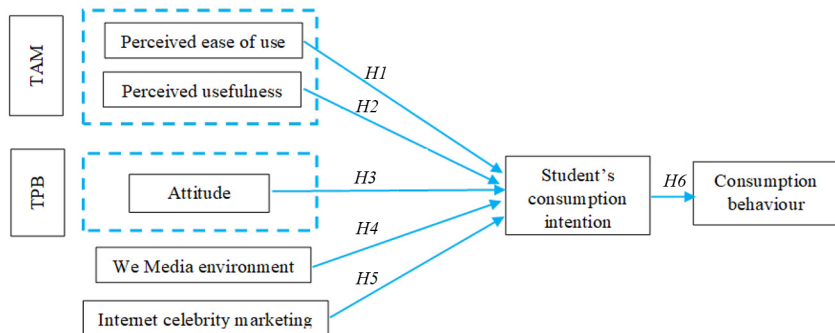 TAM
Perceived ease of use
Perceived usefulness
H1
H2
TPB
Attitude
H3
Student's
consumption
intention
H6
Consumption
behaviour
We Media environment
H4
Internet celebrity marketing
H5